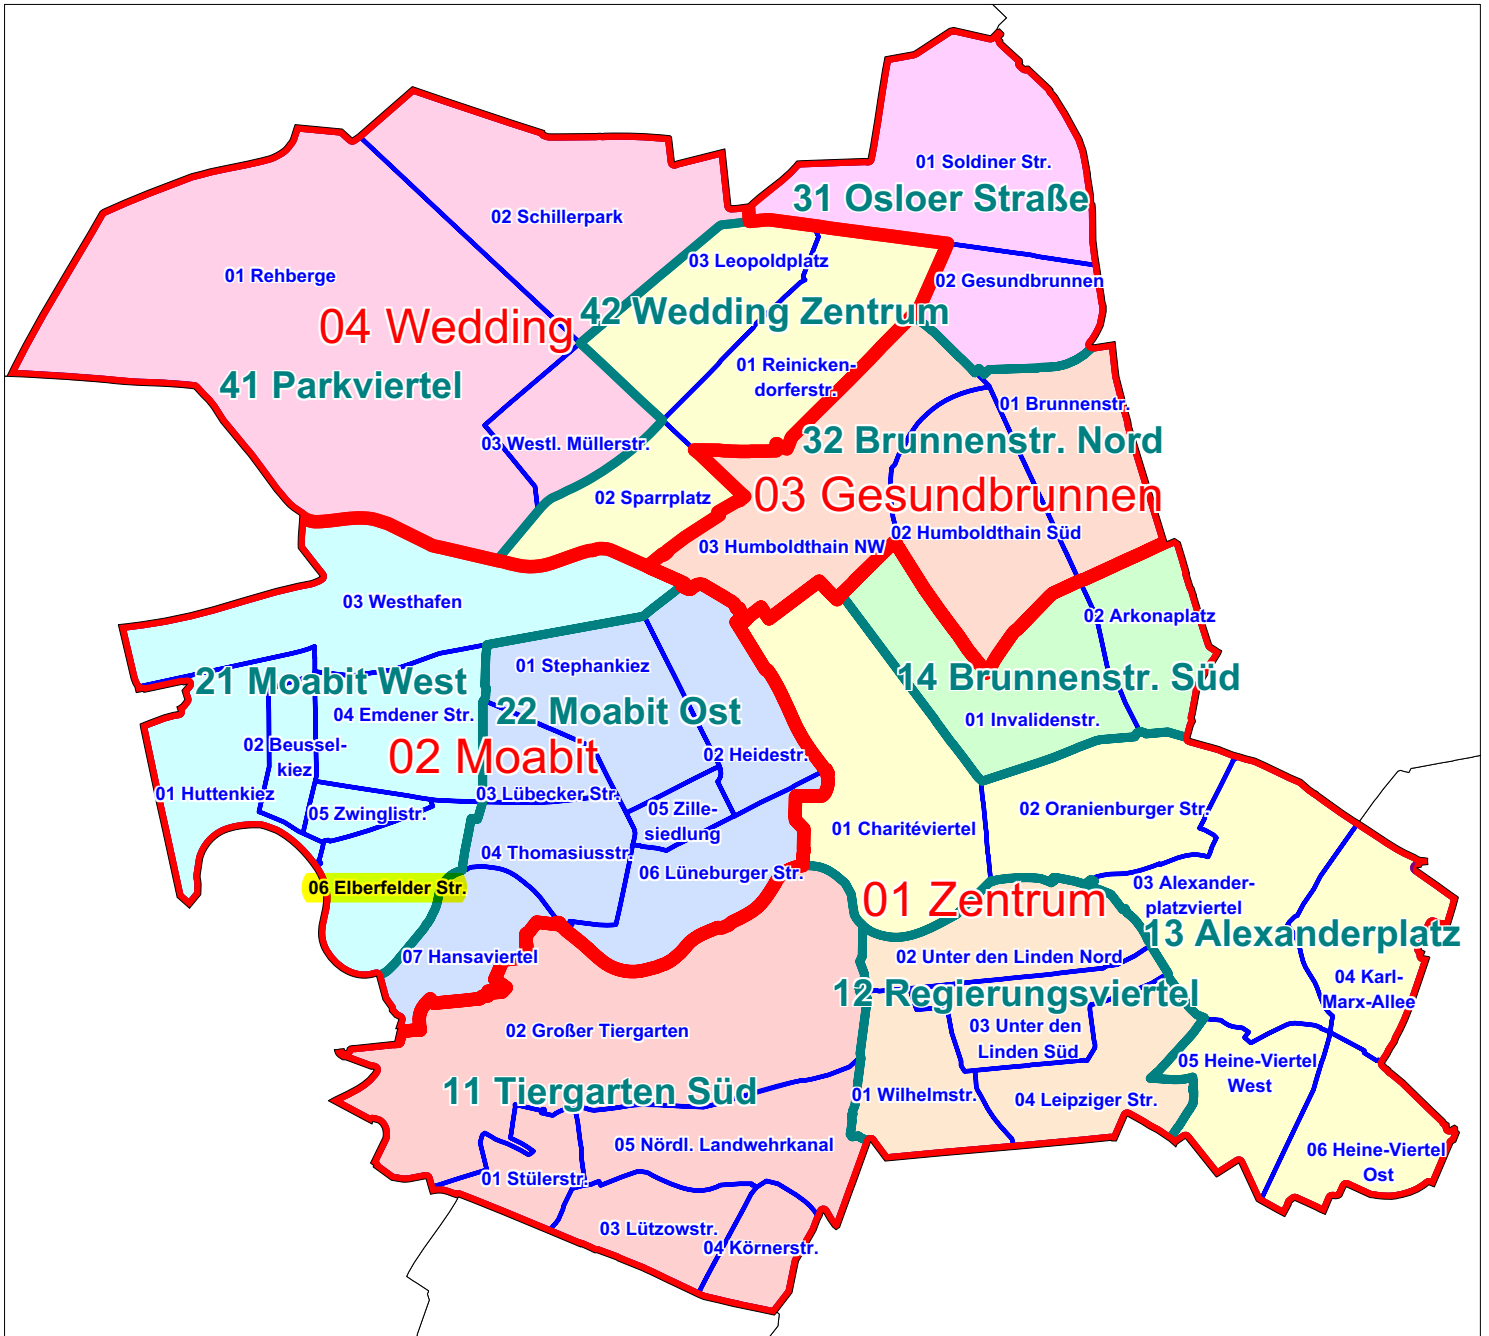 01 Soldiner Str.
31 Osloer Straße
02 Schillerpark
03 Leopoldplatz
01 Rehberge
02 Gesundbrunnen
42 Wedding Zentrum
04 Wedding
01 Reinicken-
dorferstr.
41 Parkviertel
01 Brunnenstr.
03 Westl. Müllerstr.
32 Brunnenstr. Nord
02 Sparrplatz
03 Gesundbrunnen
02 Humboldthain Süd
03 Humboldthain NW
03 Westhafen
02 Arkonaplatz
01 Stephankiez
21 Moabit West
14 Brunnenstr. Süd
04 Emdener Str.
22 Moabit Ost
01 Invalidenstr.
02 Beussel-
kiez
02 Moabit
02 Heidestr.
01 Huttenkiez
03 Lübecker Str.
05 Zwinglistr.
05 Zille-
siedlung
02 Oranienburger Str.
01 Charitéviertel
04 Thomasiusstr.
06 Lüneburger Str.
03 Alexander-
platzviertel
06 Elberfelder Str.
01 Zentrum
13 Alexanderplatz
07 Hansaviertel
02 Unter den Linden Nord
04 Karl-
Marx-Allee
12 Regierungsviertel
02 Großer Tiergarten
03 Unter den
Linden Süd
05 Heine-Viertel
West
11 Tiergarten Süd
01 Wilhelmstr.
04 Leipziger Str.
05 Nördl. Landwehrkanal
06 Heine-Viertel
Ost
01 Stülerstr.
03 Lützowstr.
04 Körnerstr.